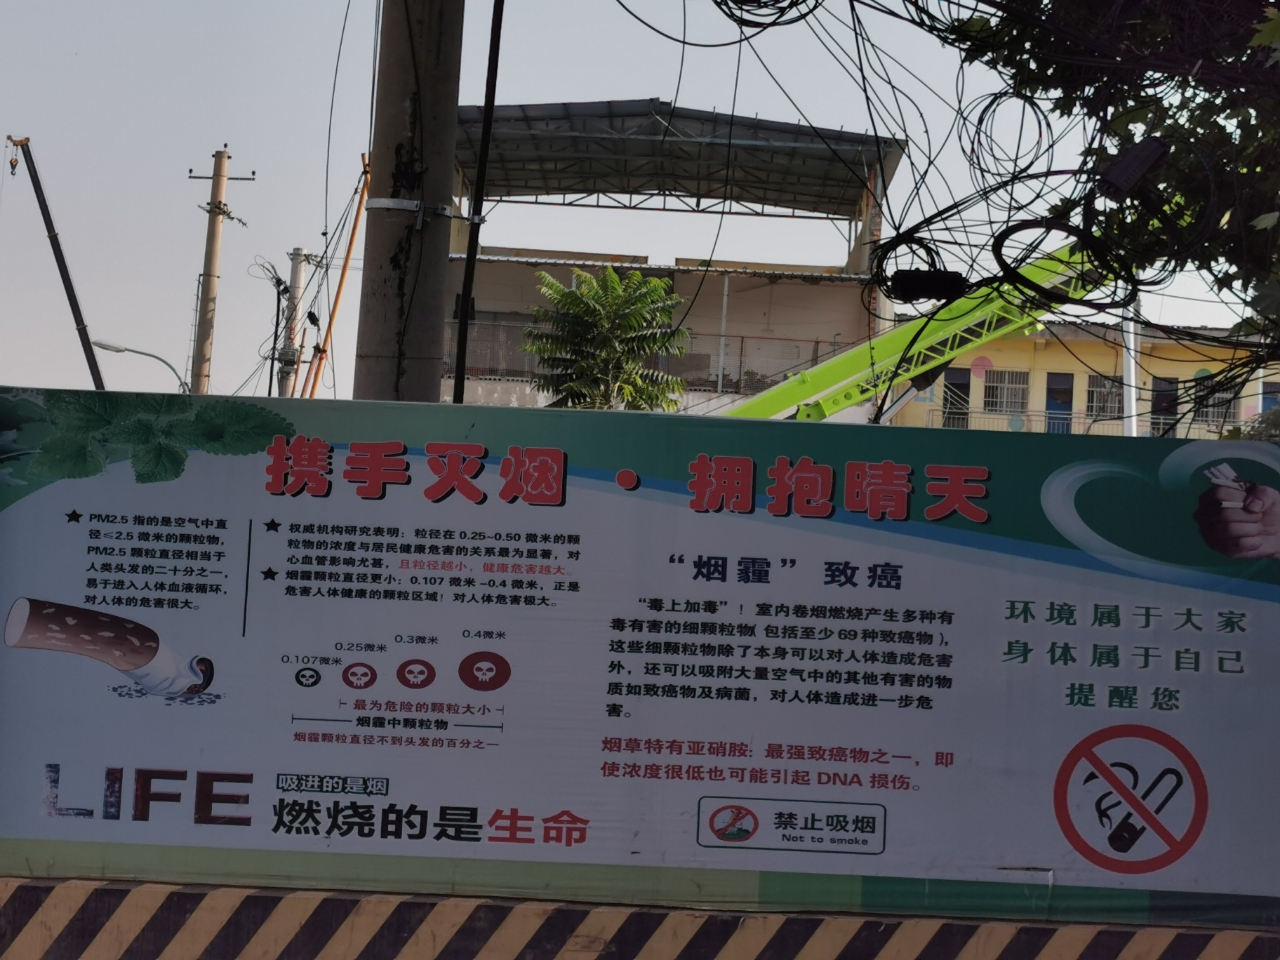 携手灭烟·拥抱晴天
★ PM2.5 指的是空气中直
径≤2.5 微米的颗粒物,
PM2.5 颗粒直径相当于
人类头发的二十分之一,
易于进入人体血液循环,
对人体的危害很大。
★ 权威机构研究表明: 粒径在 0.25-0.50 微米的颗
粒物的浓度与居民健康危害的关系最为显著, 对
心血管影响尤甚, 且粒径越小, 健康危害越大。
★ 烟霾颗粒直径更小: 0.107 微米 -0.4 微米, 正是
危害人体健康的颗粒区域! 对人体危害极大。
0.107微米
0.25微米
0.3微米
0.4微米
最为危险的颗粒大小
烟霾中颗粒物
烟霾颗粒直径不到头发的百分之一
LIFE
吸进的是烟
燃烧的是生命
“烟霾”致癌
“毒上加毒”! 室内卷烟燃烧产生多种有
毒有害的细颗粒物(包括至少 69 种致癌物),
这些细颗粒物除了本身可以对人体造成危害
外, 还可以吸附大量空气中的其他有害的物
质如致癌物及病菌, 对人体造成进一步危
害。
烟草特有亚硝胺: 最强致癌物之一, 即
使浓度很低也可能引起 DNA 损伤。
禁止吸烟
Not to smoke
环境属于大家
身体属于自己
提醒您